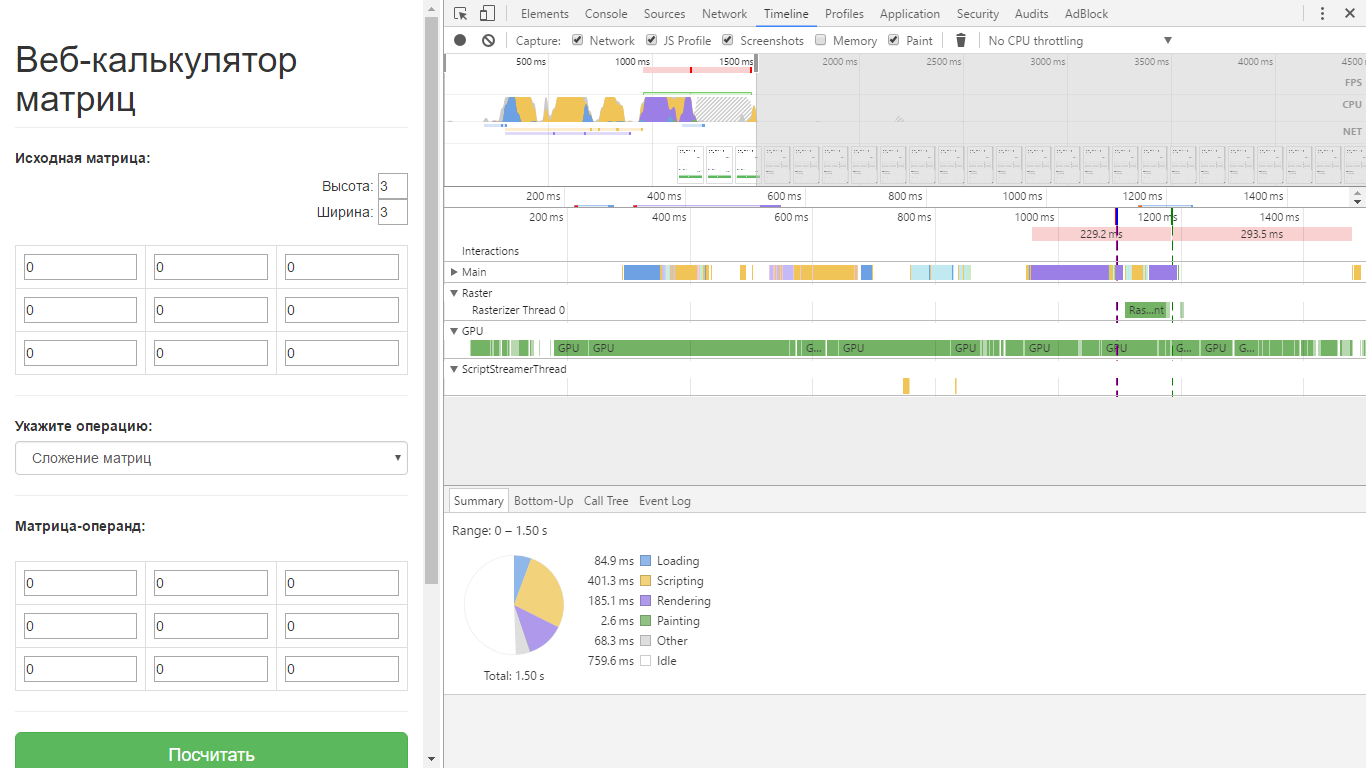 Веб-калькулятор
матриц
Исходная матрица:
Высота: 3
Ширина: 3
0 0 0
0 0 0
0 0 0
Укажите операцию:
Сложение матриц
Матрица-операнд:
0 0 0
0 0 0
0 0 0
Посчитать
Elements Console Sources Network Timeline Profiles Application Security Audits AdBlock
Capture: Network JS Profile Screenshots Memory Paint No CPU throttling
500 ms 1000 ms 1500 ms 2000 ms 2500 ms 3000 ms 3500 ms 4000 ms 4500
FPS
CPU
NET
200 ms 400 ms 600 ms 800 ms 1000 ms 1200 ms 1400 ms
200 ms 400 ms 600 ms 800 ms 1000 ms 1200 ms 1400 ms
229.2 ms 293.5 ms
Interactions
Main
Raster
Rasterizer Thread 0 Ras...nt
GPU
GPU GPU G... GPU GPU GPU GPU G... GPU G...
ScriptStreamerThread
Summary Bottom-Up Call Tree Event Log
Range: 0 – 1.50 s
84.9 ms Loading
401.3 ms Scripting
185.1 ms Rendering
2.6 ms Painting
68.3 ms Other
759.6 ms Idle
Total: 1.50 s